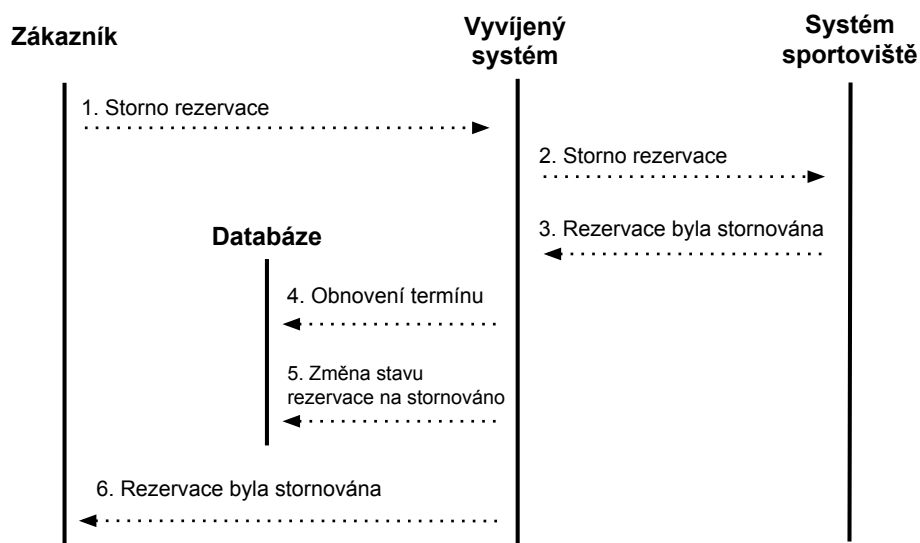 Zákazník
Vyvíjený
systém
Systém
sportoviště
1. Storno rezervace
2. Storno rezervace
3. Rezervace byla stornována
Databáze
4. Obnovení termínu
5. Změna stavu
rezervace na stornováno
6. Rezervace byla stornována